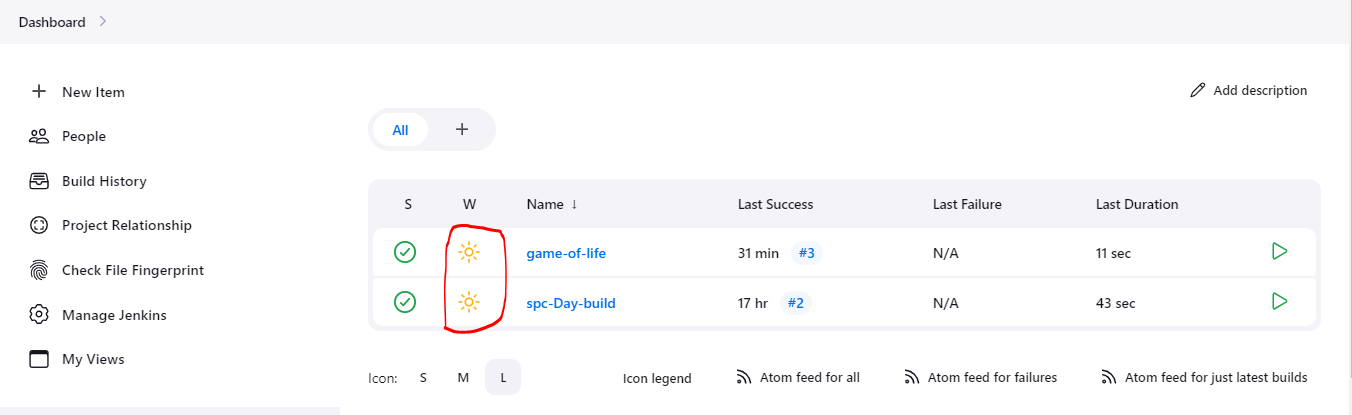 Dashboard
New Item
People
Build History
Project Relationship
Check File Fingerprint
Manage Jenkins
My Views
Add description
All +
S W Name ↓ Last Success Last Failure Last Duration
game-of-life 31 min #3 N/A 11 sec
spc-Day-build 17 hr #2 N/A 43 sec
Icon: S M L Icon legend Atom feed for all Atom feed for failures Atom feed for just latest builds